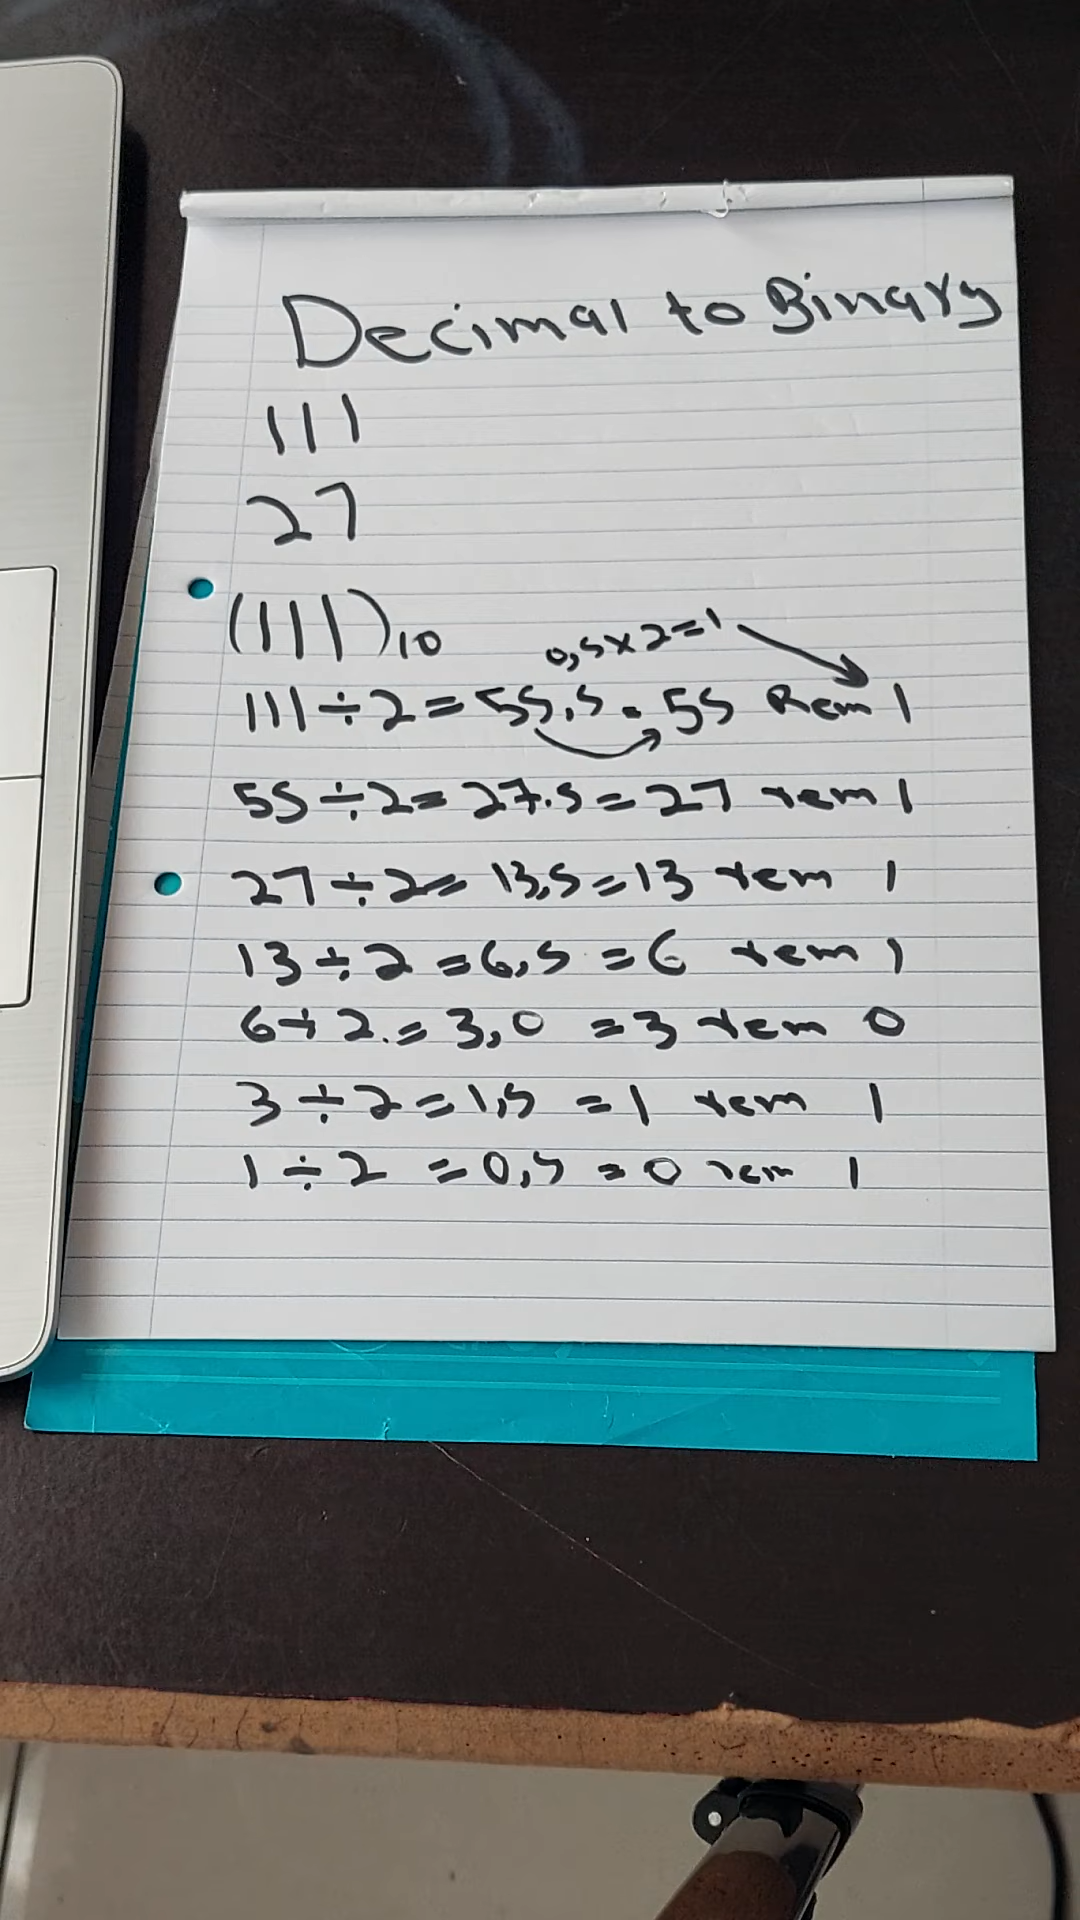 Decimal to Binary
111
27
(111)10
0,5x2=1
111÷2=55,5=55 Rem 1
55÷2=27.5=27 rem 1
27÷2=13,5=13 rem 1
13÷2=6,5=6 rem 1
6÷2.=3,0=3 rem 0
3÷2=1,5=1 rem 1
1÷2=0,5=0 rem 1